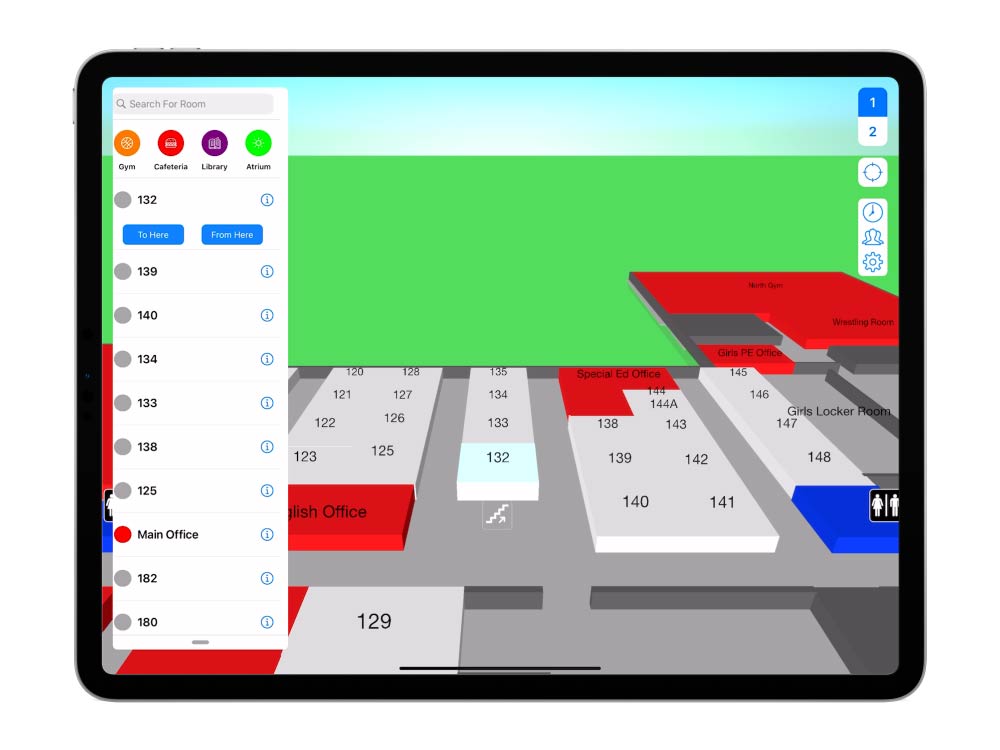 Search For Room
Gym
Cafeteria
Library
Atrium
132
To Here
From Here
139
140
134
133
138
125
Main Office
182
180
1
2
North Gym
Wrestling Room
Girls PE Office
120
128
135
Special Ed Office
145
121
127
134
144
146
144A
122
126
133
138
143
147
Girls Locker Room
123
125
132
139
142
148
140
141
glish Office
129